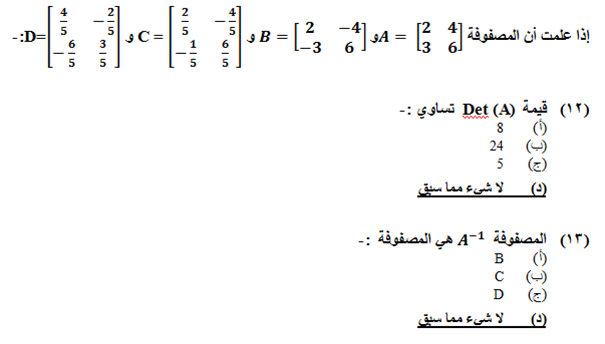 إذا علمت أن المصفوفة A = [2 4; 3 6] و B = [2 −4; −3 6] و C = [2/5 −4/5; −1/5 6/5] و D=[4/5 −2/5; −6/5 3/5] :-
(١٢) قيمة Det (A) تساوي :-
(أ) 8
(ب) 24
(ج) 5
(د) لا شيء مما سبق
(١٣) المصفوفة A⁻¹ هي المصفوفة :-
(أ) B
(ب) C
(ج) D
(د) لا شيء مما سبق